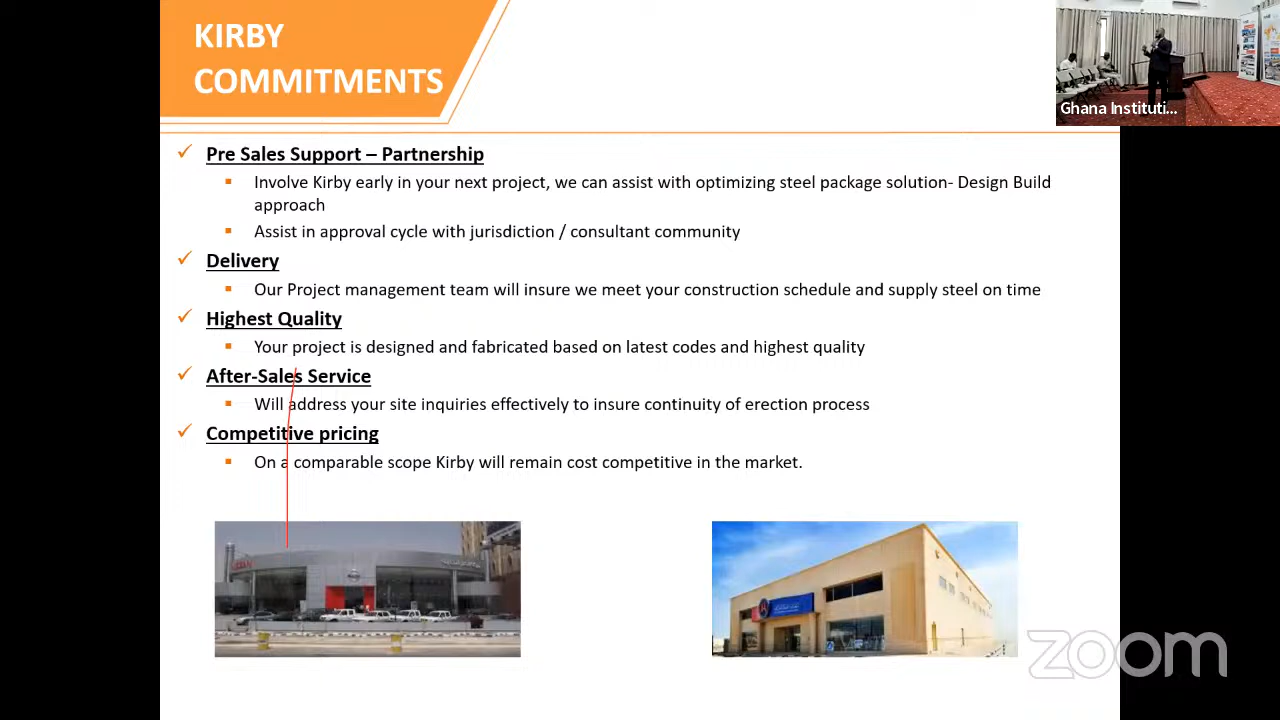 KIRBY
COMMITMENTS
Ghana Instituti...
Pre Sales Support – Partnership
Involve Kirby early in your next project, we can assist with optimizing steel package solution- Design Build
approach
Assist in approval cycle with jurisdiction / consultant community
Delivery
Our Project management team will insure we meet your construction schedule and supply steel on time
Highest Quality
Your project is designed and fabricated based on latest codes and highest quality
After-Sales Service
Will address your site inquiries effectively to insure continuity of erection process
Competitive pricing
On a comparable scope Kirby will remain cost competitive in the market.
zoom